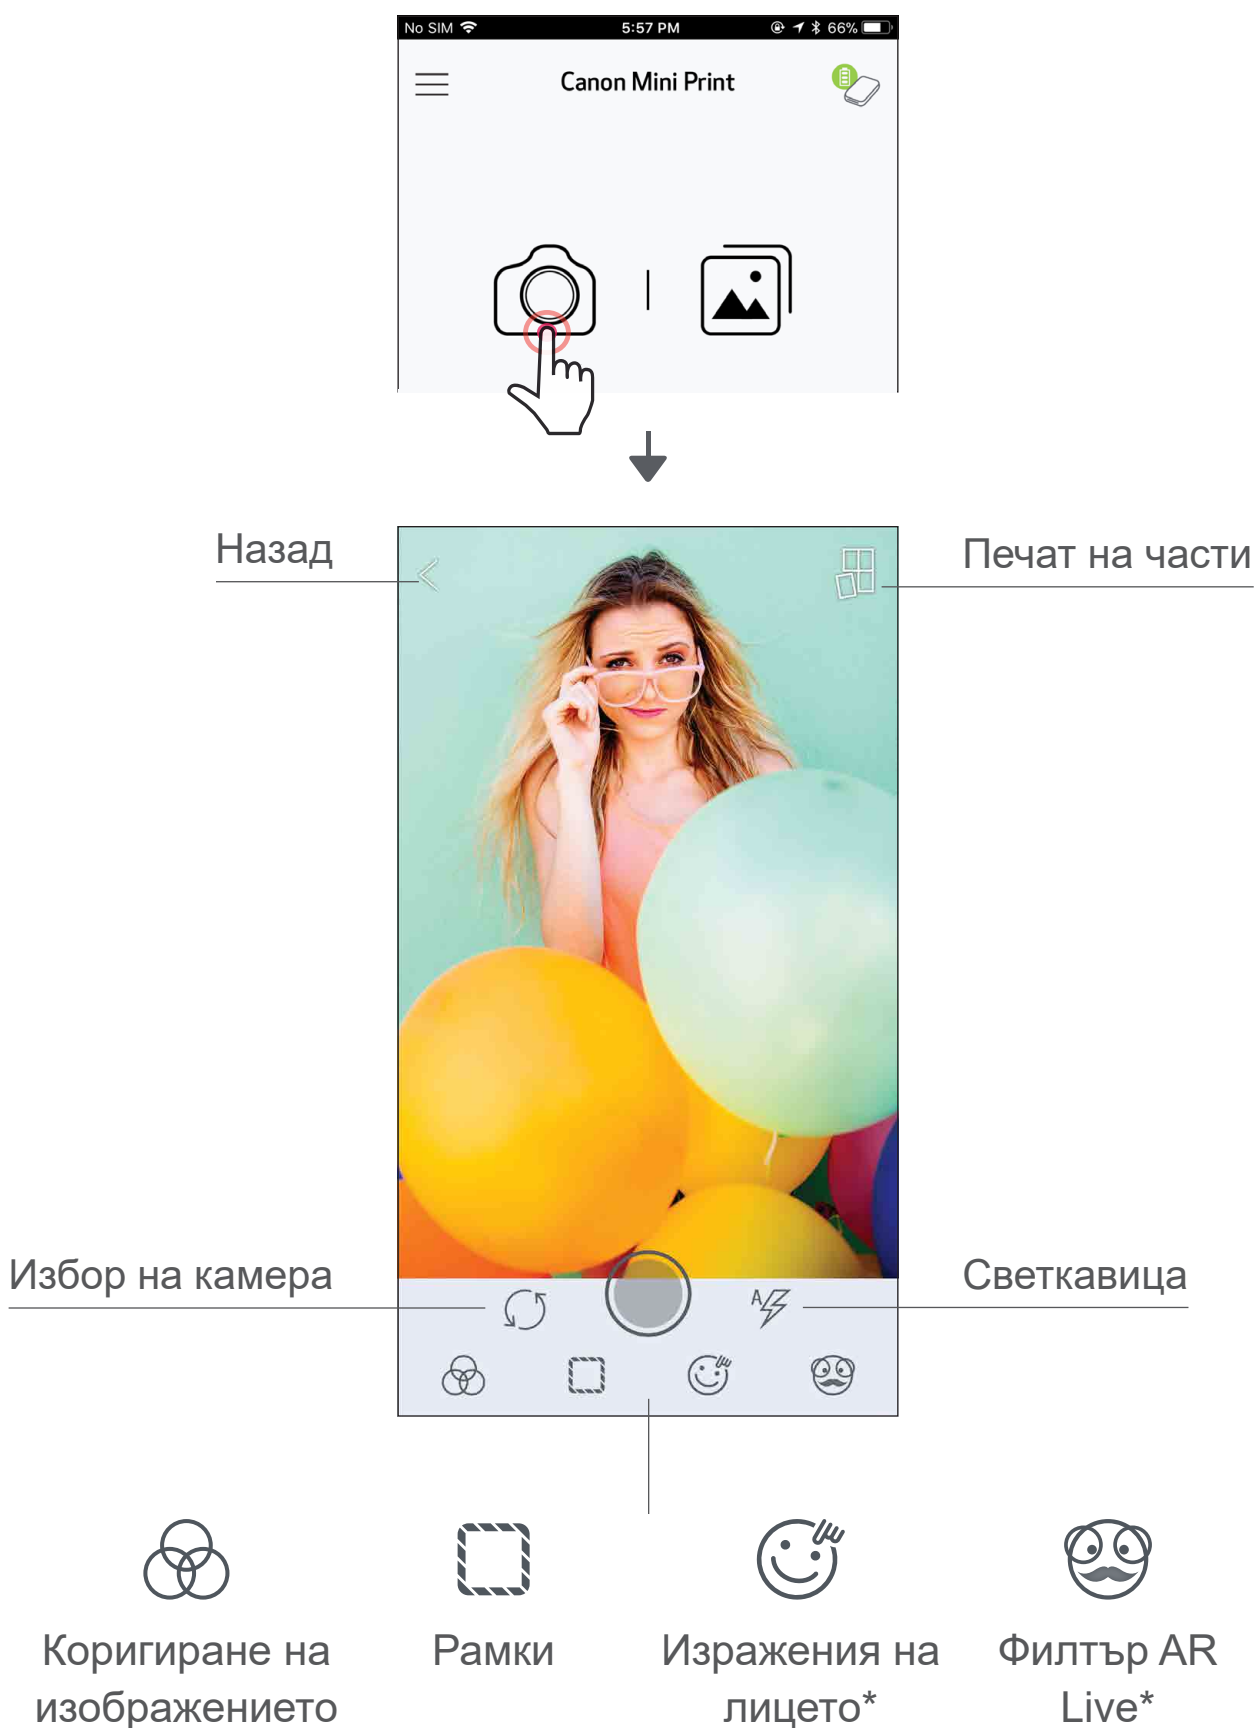 No SIM 5:57 PM 66%
Canon Mini Print
Назад
Печат на части
Избор на камера
Светкавица
A
Коригиране на
изображението
Рамки
Изражения на
лицето*
Филтър AR
Live*